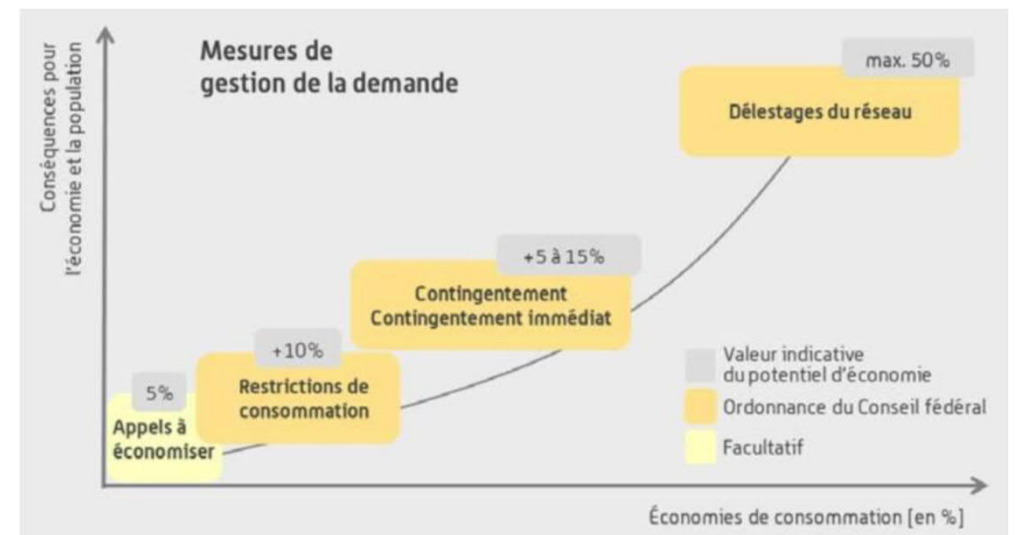 Mesures de
gestion de la demande
Conséquences pour
l'économie et la population
max. 50%
Délestages du réseau
+5 à 15%
Contingentement
Contingentement immédiat
+10%
Restrictions de
consommation
5%
Appels à
économiser
Valeur indicative
du potentiel d'économie
Ordonnance du Conseil fédéral
Facultatif
Économies de consommation [en %]